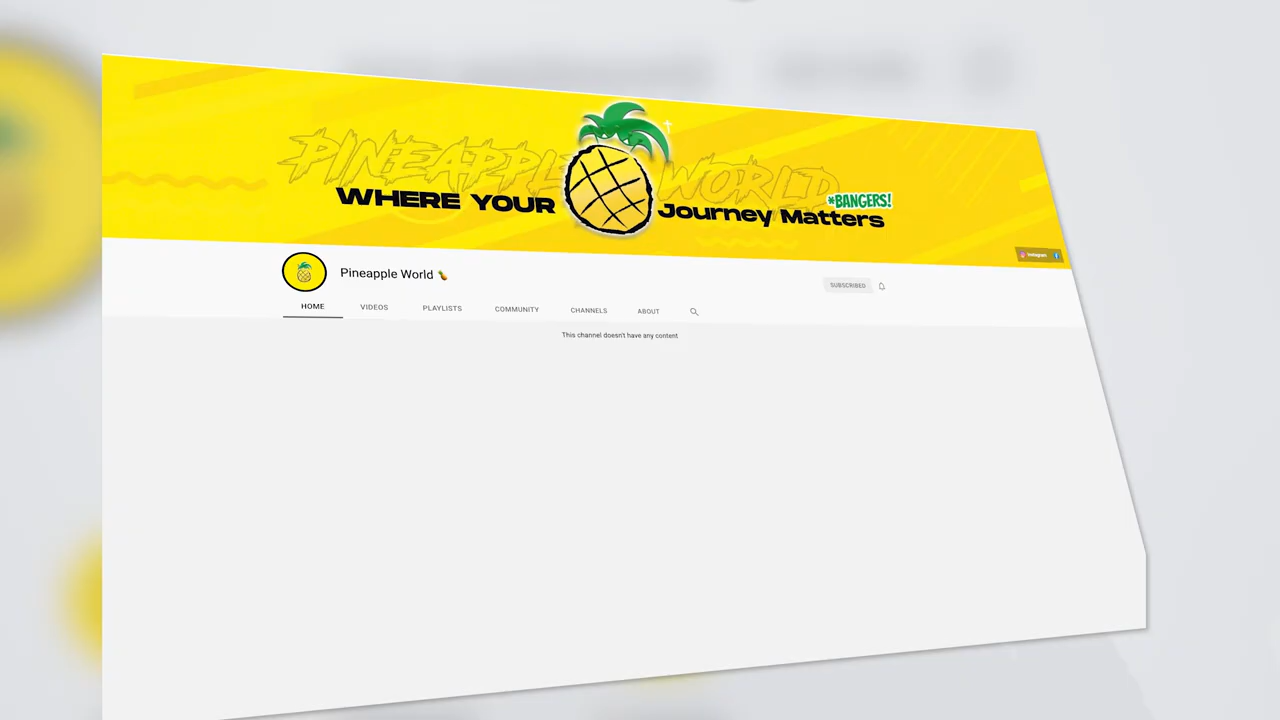 PINEAPPLE WORLD
*BANGERS!
WHERE YOUR Journey Matters
Instagram
Pineapple World
SUBSCRIBED
HOME VIDEOS PLAYLISTS COMMUNITY CHANNELS ABOUT
This channel doesn't have any content